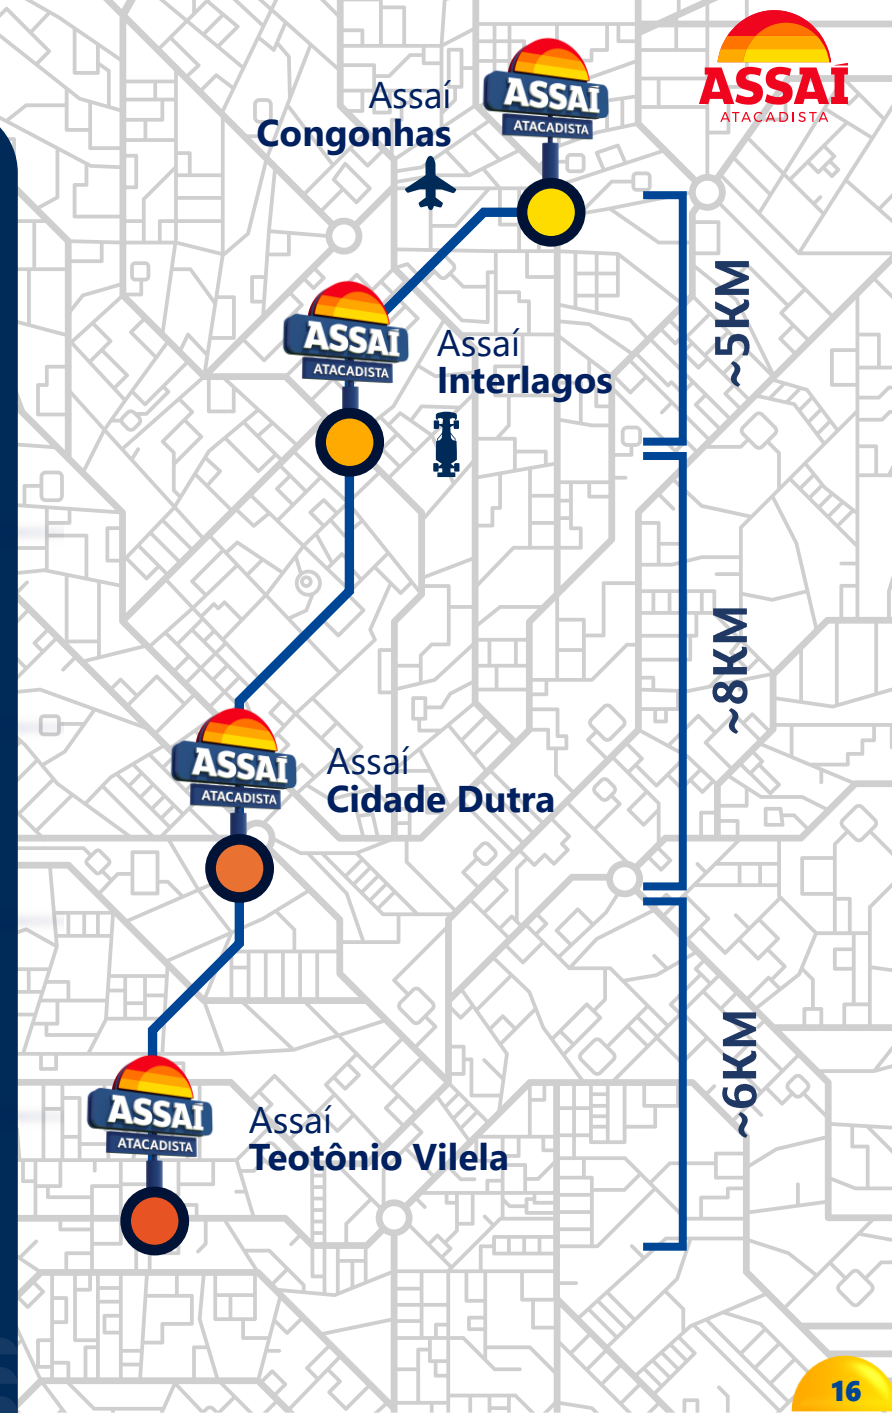 ASSAÍ
ATACADISTA
Assaí
Congonhas
ASSAÍ
ATACADISTA
~5KM
ASSAÍ
ATACADISTA
Assaí
Interlagos
~8KM
ASSAÍ
ATACADISTA
Assaí
Cidade Dutra
~6KM
ASSAÍ
ATACADISTA
Assaí
Teotônio Vilela
16